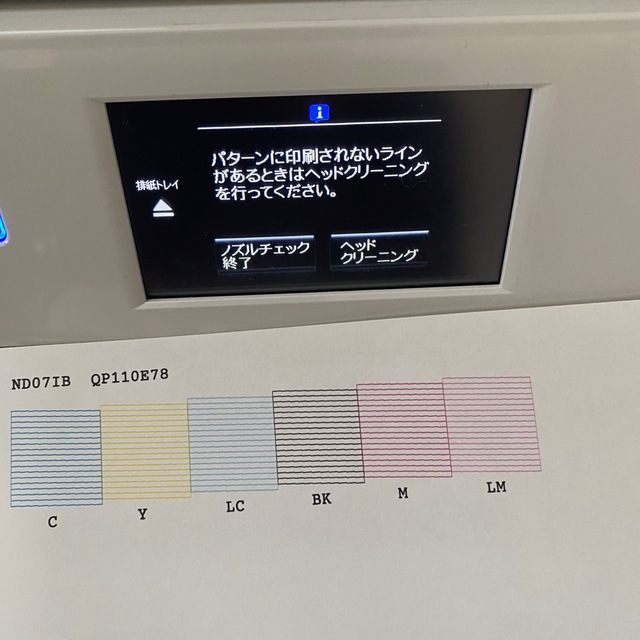 パターンに印刷されないライン
があるときはヘッドクリーニング
を行ってください。
排紙トレイ
ノズルチェック
終了
ヘッド
クリーニング
ND07IB QP110E78
C Y LC BK M LM